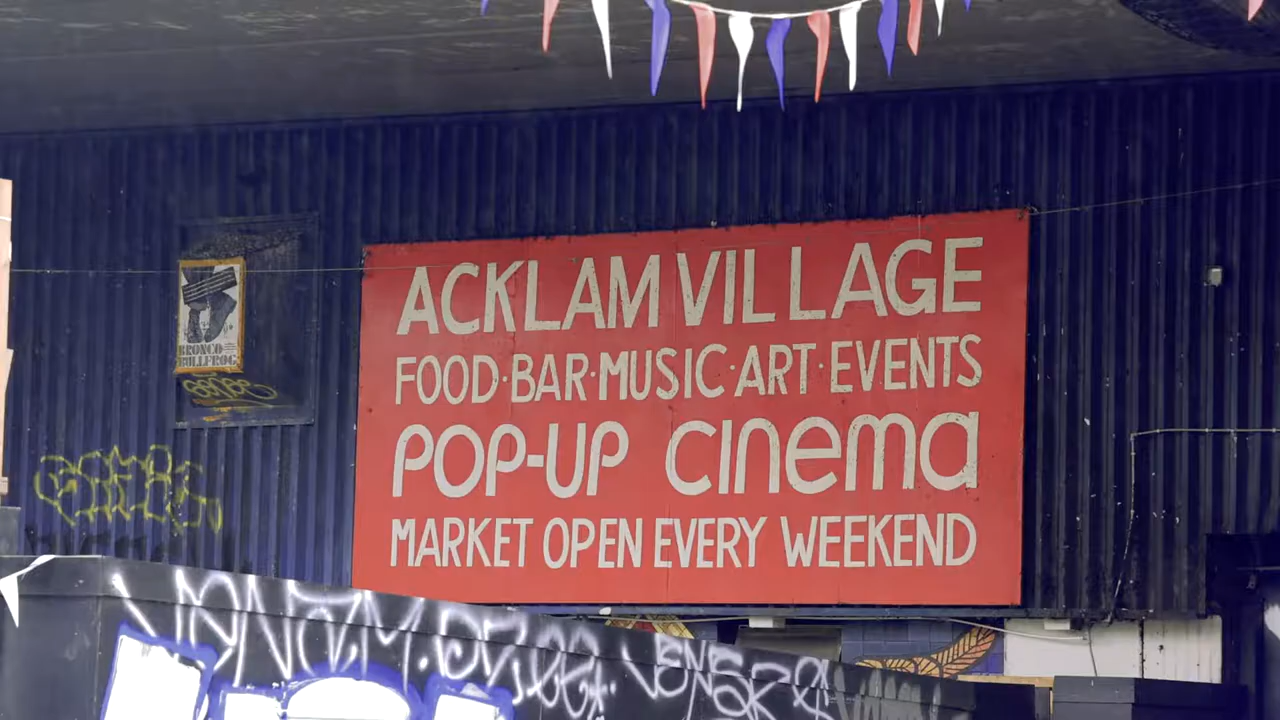 ACKLAM VILLAGE
FOOD·BAR·MUSIC·ART·EVENTS
POP-UP CINEMA
MARKET OPEN EVERY WEEKEND
BRONCO
BULLFROG